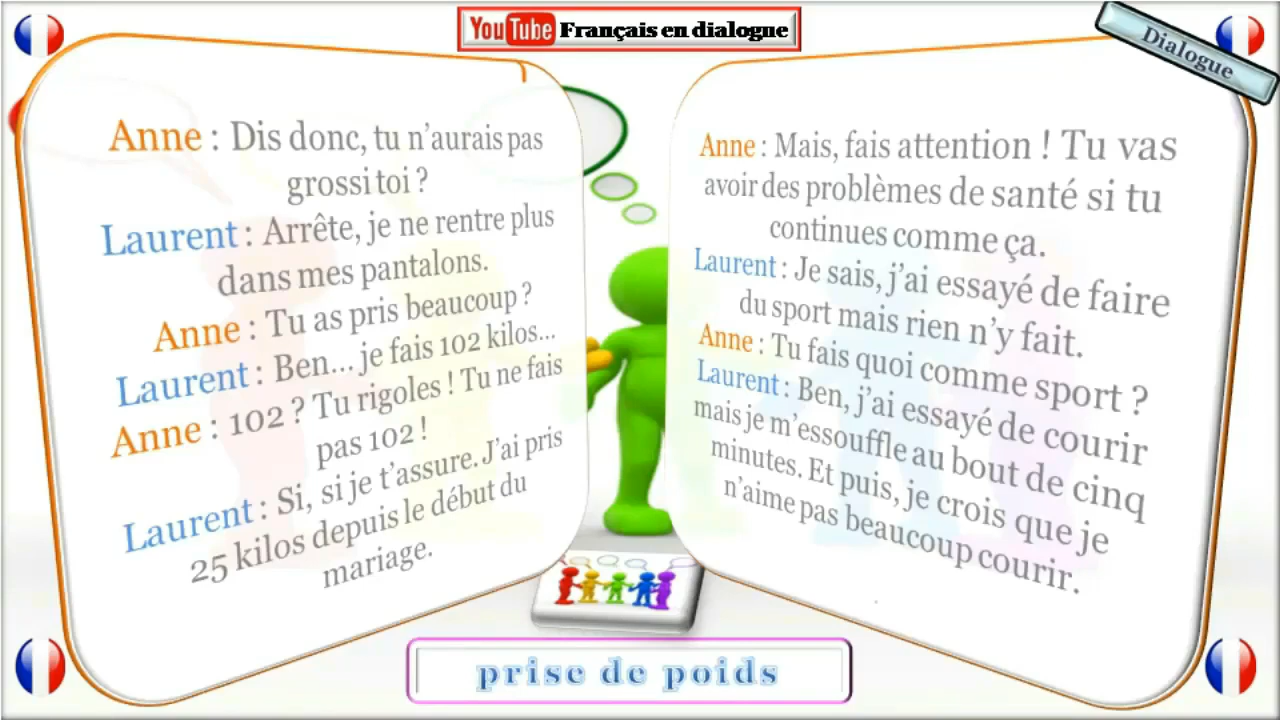 YouTube Français en dialogue
Dialogue
Anne : Dis donc, tu n'aurais pas
grossi toi ?
Laurent : Arrête, je ne rentre plus
dans mes pantalons.
Anne : Tu as pris beaucoup ?
Laurent : Ben... je fais 102 kilos...
Anne : 102 ? Tu rigoles ! Tu ne fais
pas 102 !
Laurent : Si, si je t'assure. J'ai pris
25 kilos depuis le début du
mariage.
Anne : Mais, fais attention ! Tu vas
avoir des problèmes de santé si tu
continues comme ça.
Laurent : Je sais, j'ai essayé de faire
du sport mais rien n'y fait.
Anne : Tu fais quoi comme sport ?
Laurent : Ben, j'ai essayé de courir
mais je m'essouffle au bout de cinq
minutes. Et puis, je crois que je
n'aime pas beaucoup courir.
prise de poids